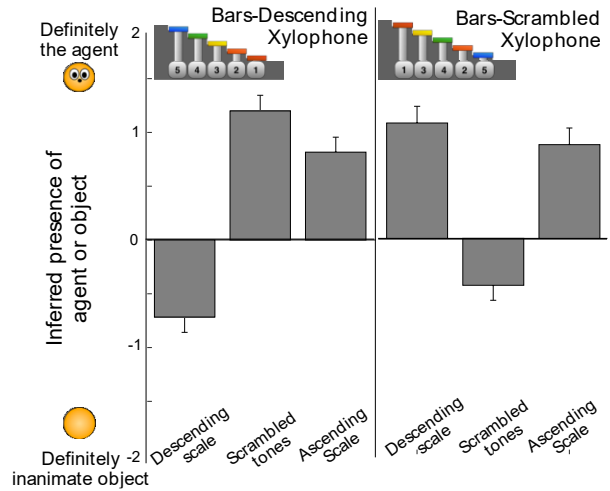 Definitely
the agent
Bars-Descending
Xylophone
5 4 3 2 1
Bars-Scrambled
Xylophone
1 3 4 2 5
2
1
0
-1
-2
Inferred presence of
agent or object
Descending
scale
Scrambled
tones
Ascending
Scale
Descending
scale
Scrambled
tones
Ascending
Scale
Definitely
inanimate object